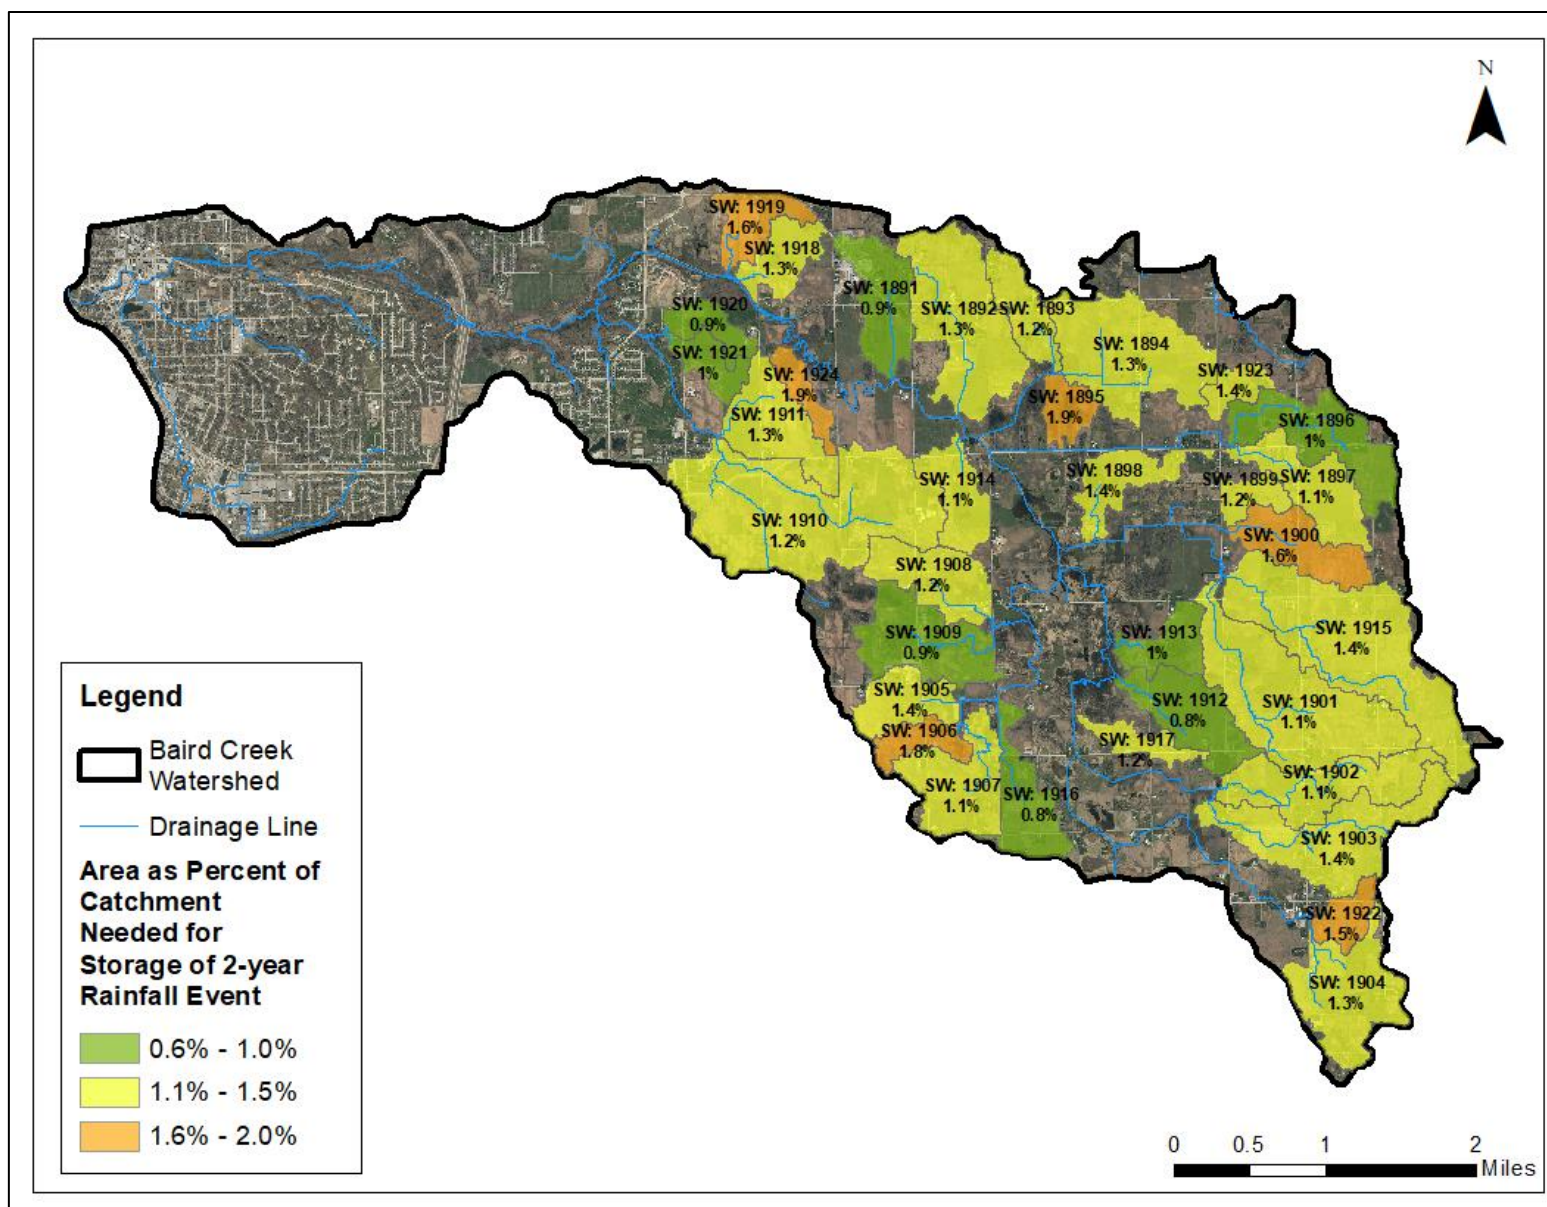 N
SW: 1919
1.6%
SW: 1918
1.3%
SW: 1891
0.9%
SW: 1920
0.9%
SW: 1892
1.3%
SW: 1893
1.2%
SW: 1894
1.3%
SW: 1921
1%
SW: 1924
1.9%
SW: 1923
1.4%
SW: 1895
1.9%
SW: 1911
1.3%
SW: 1896
1%
SW: 1914
1.1%
SW: 1898
1.4%
SW: 1899
1.2%
SW: 1897
1.1%
SW: 1910
1.2%
SW: 1900
1.6%
SW: 1908
1.2%
SW: 1909
0.9%
SW: 1913
1%
SW: 1915
1.4%
SW: 1905
1.4%
SW: 1912
0.8%
SW: 1901
1.1%
SW: 1906
1.8%
SW: 1917
1.2%
SW: 1902
1.1%
SW: 1907
1.1%
SW: 1916
0.8%
SW: 1903
1.4%
SW: 1922
1.5%
SW: 1904
1.3%
Legend
Baird Creek
Watershed
Drainage Line
Area as Percent of
Catchment
Needed for
Storage of 2-year
Rainfall Event
0.6% - 1.0%
1.1% - 1.5%
1.6% - 2.0%
0 0.5 1 2
Miles